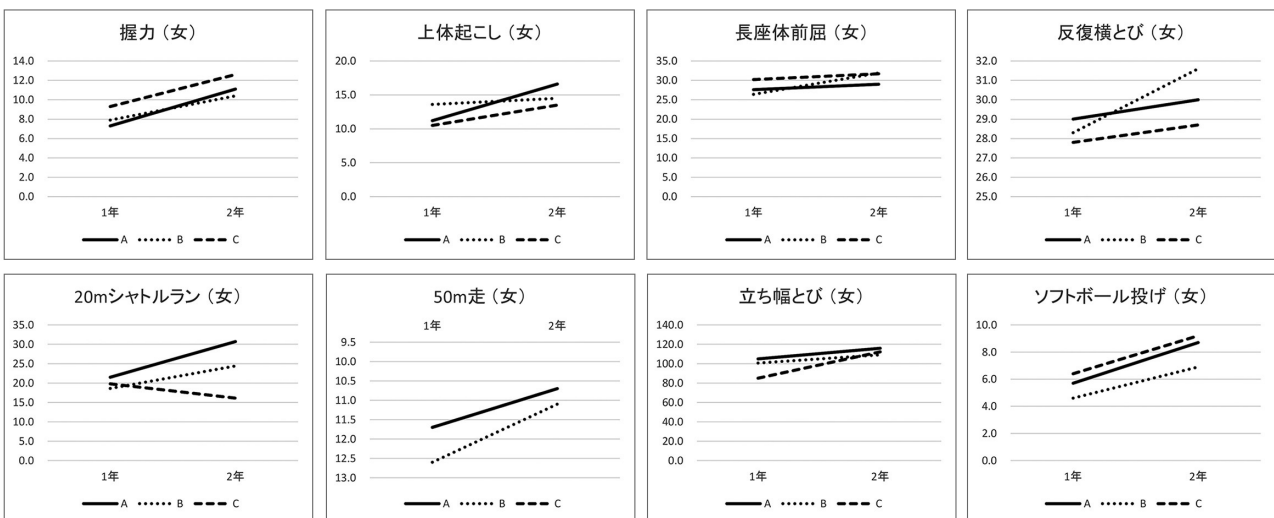 握力（女）
14.0
12.0
10.0
8.0
6.0
4.0
2.0
0.0
1年 2年
A B C
上体起こし（女）
20.0
15.0
10.0
5.0
0.0
1年 2年
A B C
長座体前屈（女）
35.0
30.0
25.0
20.0
15.0
10.0
5.0
0.0
1年 2年
A B C
反復横とび（女）
32.0
31.0
30.0
29.0
28.0
27.0
26.0
25.0
1年 2年
A B C
20mシャトルラン（女）
35.0
30.0
25.0
20.0
15.0
10.0
5.0
0.0
1年 2年
A B C
50m走（女）
1年 2年
9.5
10.0
10.5
11.0
11.5
12.0
12.5
13.0
A B C
立ち幅とび（女）
140.0
120.0
100.0
80.0
60.0
40.0
20.0
0.0
1年 2年
A B C
ソフトボール投げ（女）
10.0
8.0
6.0
4.0
2.0
0.0
1年 2年
A B C